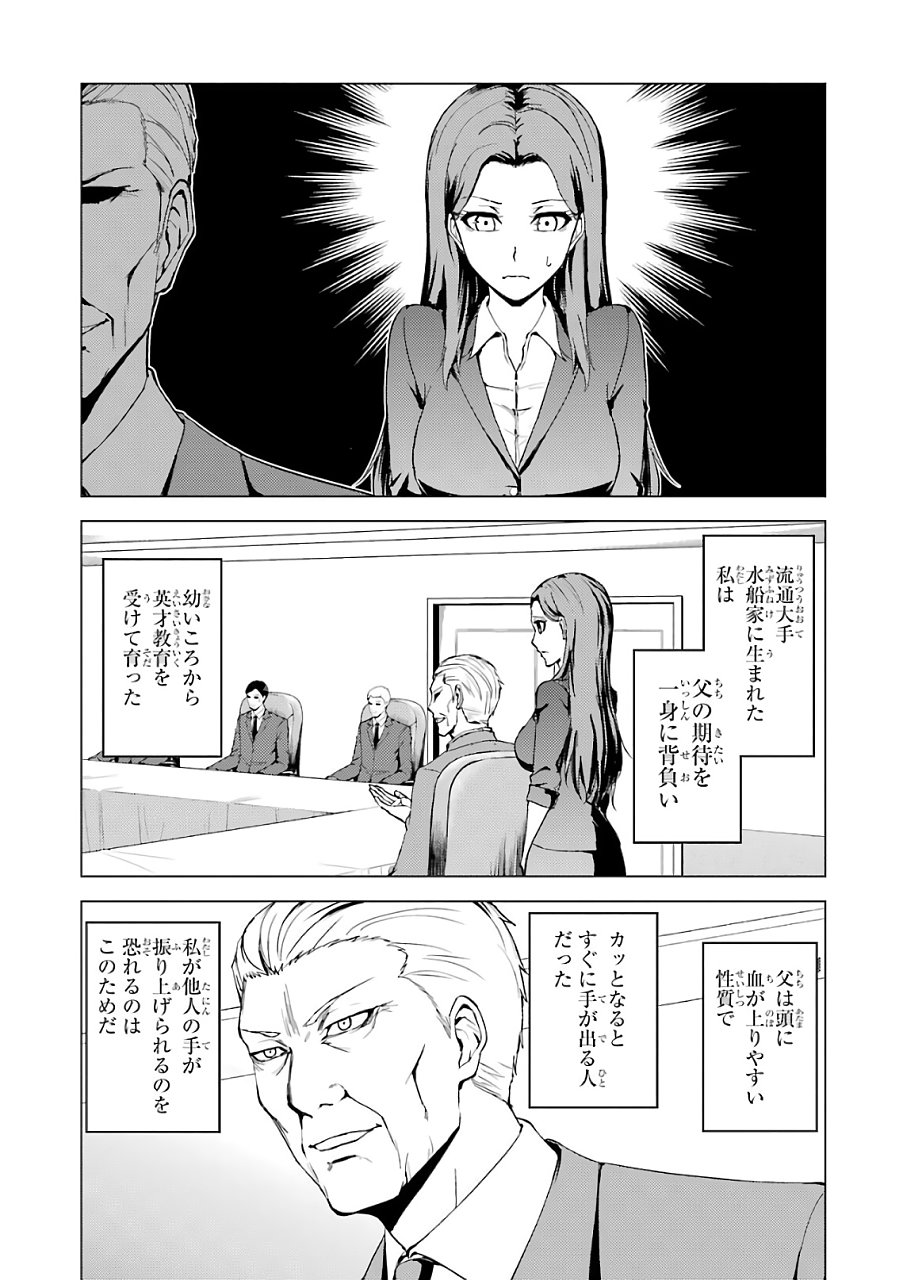 流通大手
水船家に生まれた
私は
父の期待を
一身に背負い
幼いころから
英才教育を
受けて育った
父は頭に
血が上りやすい
性質で
カッとなると
すぐに手が出る人
だった
私が他人の手が
振り上げられるのを
恐れるのは
このためだ